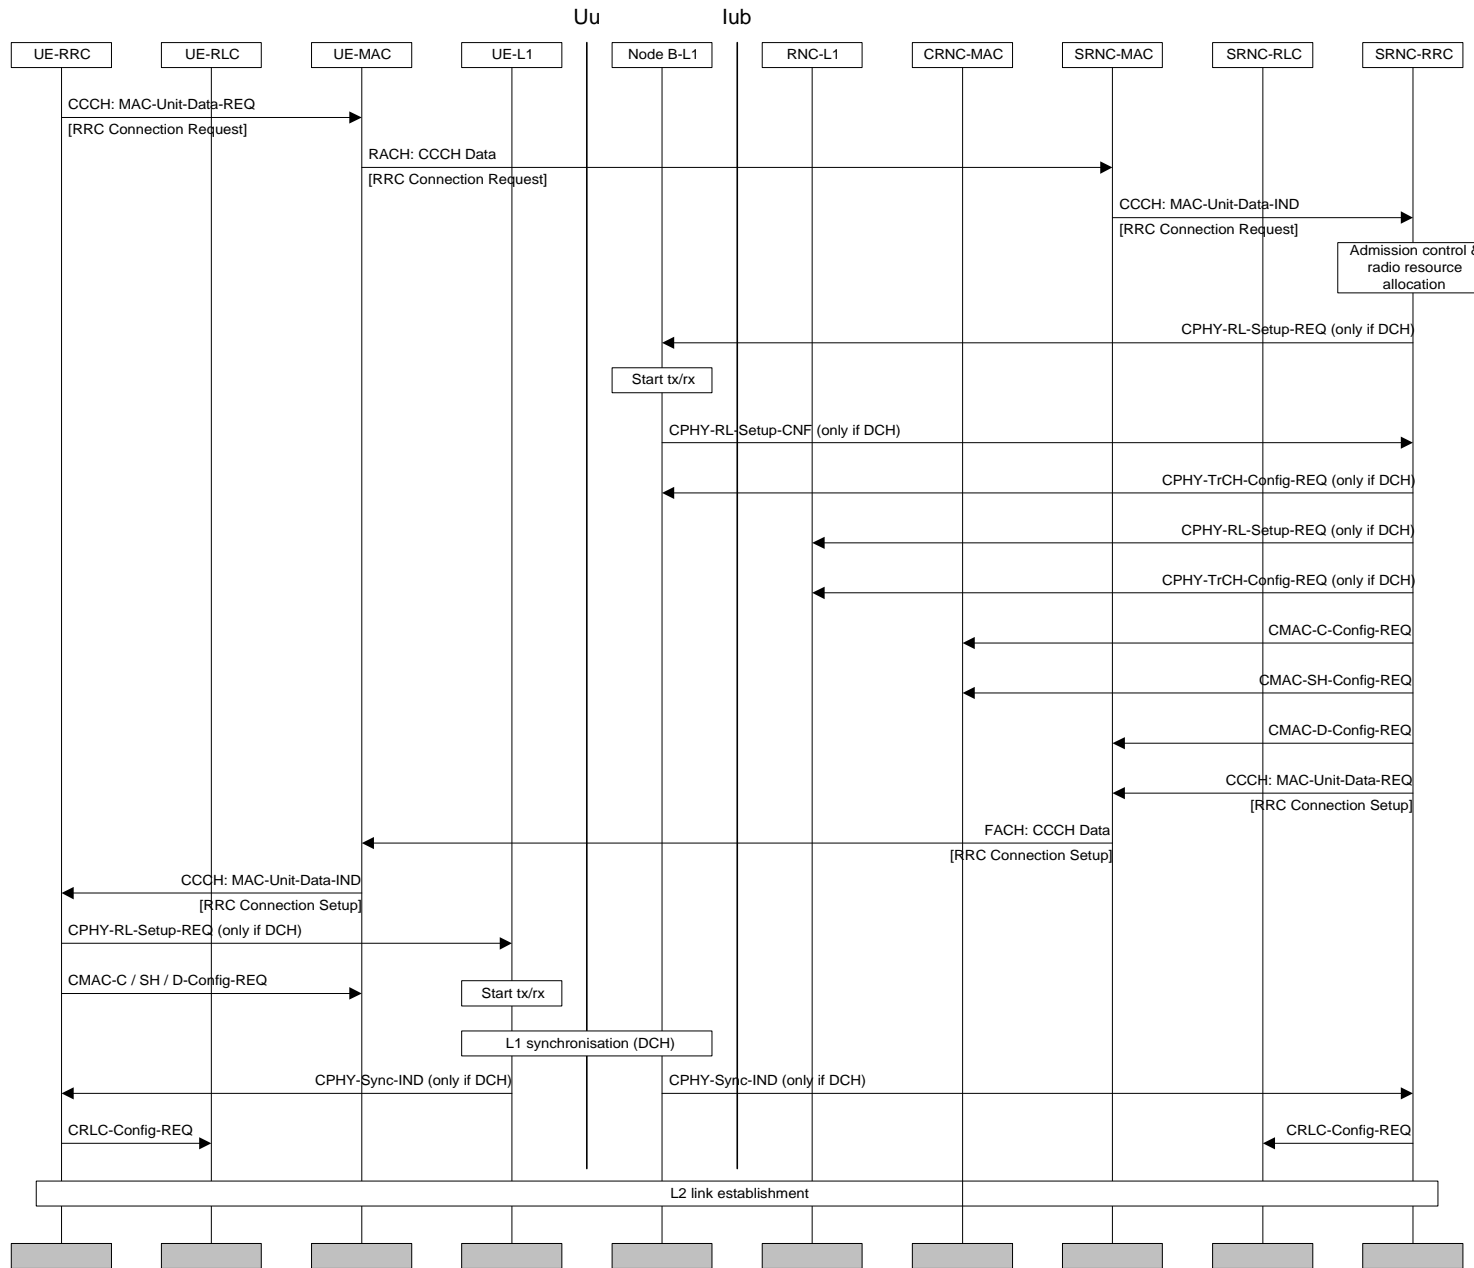 Uu
Iub
UE-RRC
UE-RLC
UE-MAC
UE-L1
Node B-L1
RNC-L1
CRNC-MAC
SRNC-MAC
SRNC-RLC
SRNC-RRC
CCCH: MAC-Unit-Data-REQ
[RRC Connection Request]
RACH: CCCH Data
[RRC Connection Request]
CCCH: MAC-Unit-Data-IND
[RRC Connection Request]
Admission control &
radio resource
allocation
CPHY-RL-Setup-REQ (only if DCH)
Start tx/rx
CPHY-RL-Setup-CNF (only if DCH)
CPHY-TrCH-Config-REQ (only if DCH)
CPHY-RL-Setup-REQ (only if DCH)
CPHY-TrCH-Config-REQ (only if DCH)
CMAC-C-Config-REQ
CMAC-SH-Config-REQ
CMAC-D-Config-REQ
CCCH: MAC-Unit-Data-REQ
[RRC Connection Setup]
FACH: CCCH Data
[RRC Connection Setup]
CCCH: MAC-Unit-Data-IND
[RRC Connection Setup]
CPHY-RL-Setup-REQ (only if DCH)
CMAC-C / SH / D-Config-REQ
Start tx/rx
L1 synchronisation (DCH)
CPHY-Sync-IND (only if DCH)
CPHY-Sync-IND (only if DCH)
CRLC-Config-REQ
CRLC-Config-REQ
L2 link establishment